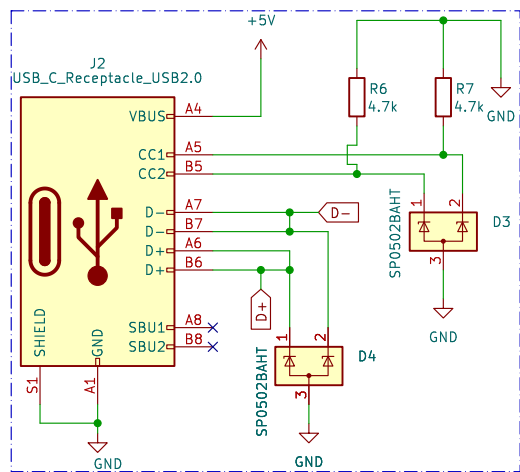 +5V
J2
USB_C_Receptacle_USB2.0
VBUS A4
R6
4.7k
R7
4.7k
GND
CC1 A5
CC2 B5
D- A7
D- B7
D+ A6
D+ B6
D-
D+
1
2
SP0502BAHT
D3
3
GND
SBU1 A8
SBU2 B8
SHIELD
GND
S1
A1
GND
1
2
SP0502BAHT
D4
3
GND